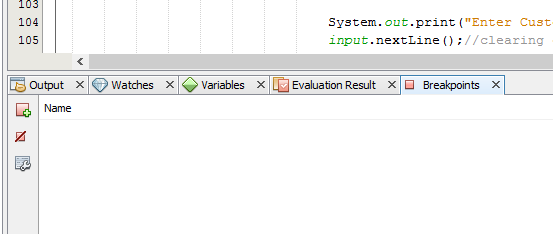 103
104 System.out.print("Enter Cust
105 input.nextLine();//clearing
Output Watches Variables Evaluation Result Breakpoints
Name